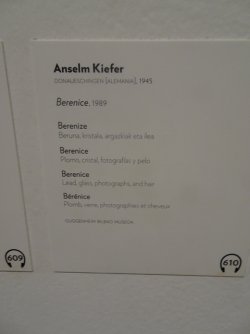 Anselm Kiefer
DONAUESCHINGEN [ALEMANIA], 1945
Berenice, 1989
Berenize
Beruna, kristala, argazkiak eta ilea
Berenice
Plomo, cristal, fotografías y pelo
Berenice
Lead, glass, photographs, and hair
Bérénice
Plomb, verre, photographies et cheveux
GUGGENHEIM BILBAO MUSEOA
609
610